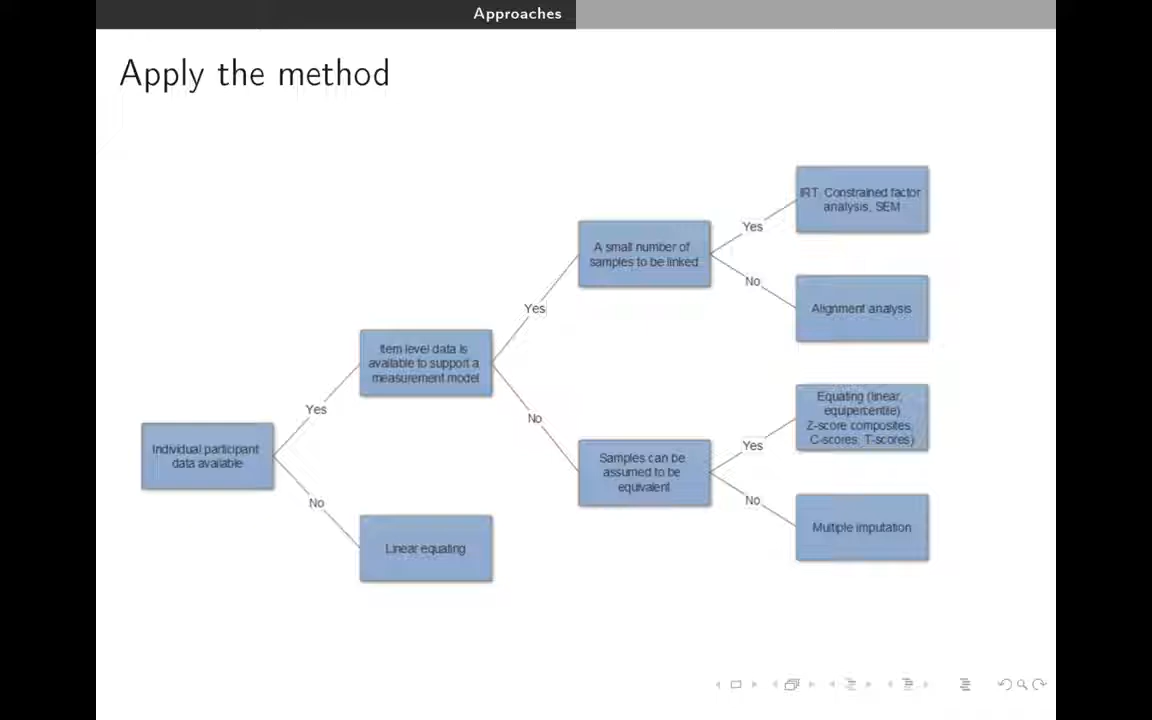 Approaches
Apply the method
IRT, Constrained factor
analysis, SEM
Yes
A small number of
samples to be linked
No
Alignment analysis
Yes
Item level data is
available to support a
measurement model
Yes
No
Equating (linear,
equipercentile)
Z-score composites,
C-scores, T-scores)
Yes
Individual participant
data available
Samples can be
assumed to be
equivalent
No
No
Multiple imputation
Linear equating